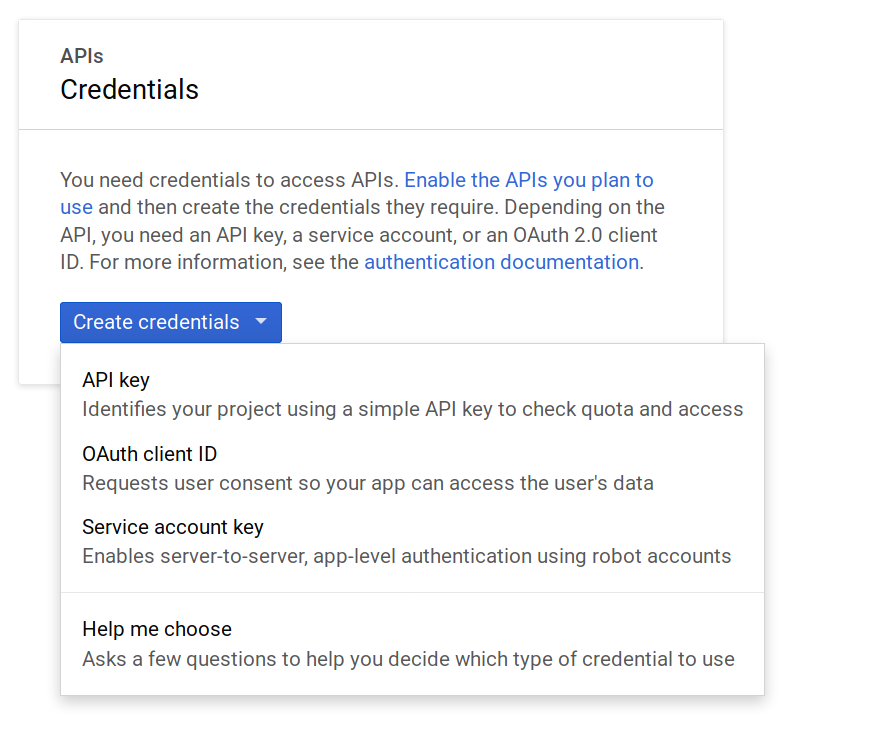 APIs
Credentials
You need credentials to access APIs. Enable the APIs you plan to
use and then create the credentials they require. Depending on the
API, you need an API key, a service account, or an OAuth 2.0 client
ID. For more information, see the authentication documentation.
Create credentials
API key
Identifies your project using a simple API key to check quota and access
OAuth client ID
Requests user consent so your app can access the user's data
Service account key
Enables server-to-server, app-level authentication using robot accounts
Help me choose
Asks a few questions to help you decide which type of credential to use